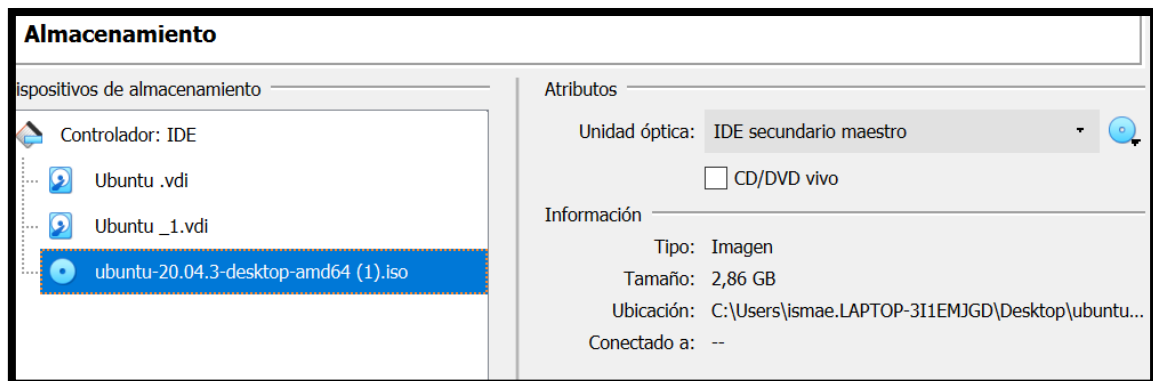 Almacenamiento
ispositivos de almacenamiento
Controlador: IDE
Ubuntu .vdi
Ubuntu _1.vdi
ubuntu-20.04.3-desktop-amd64 (1).iso
Atributos
Unidad óptica: IDE secundario maestro
CD/DVD vivo
Información
Tipo: Imagen
Tamaño: 2,86 GB
Ubicación: C:\Users\ismae.LAPTOP-3I1EMJGD\Desktop\ubuntu...
Conectado a: --